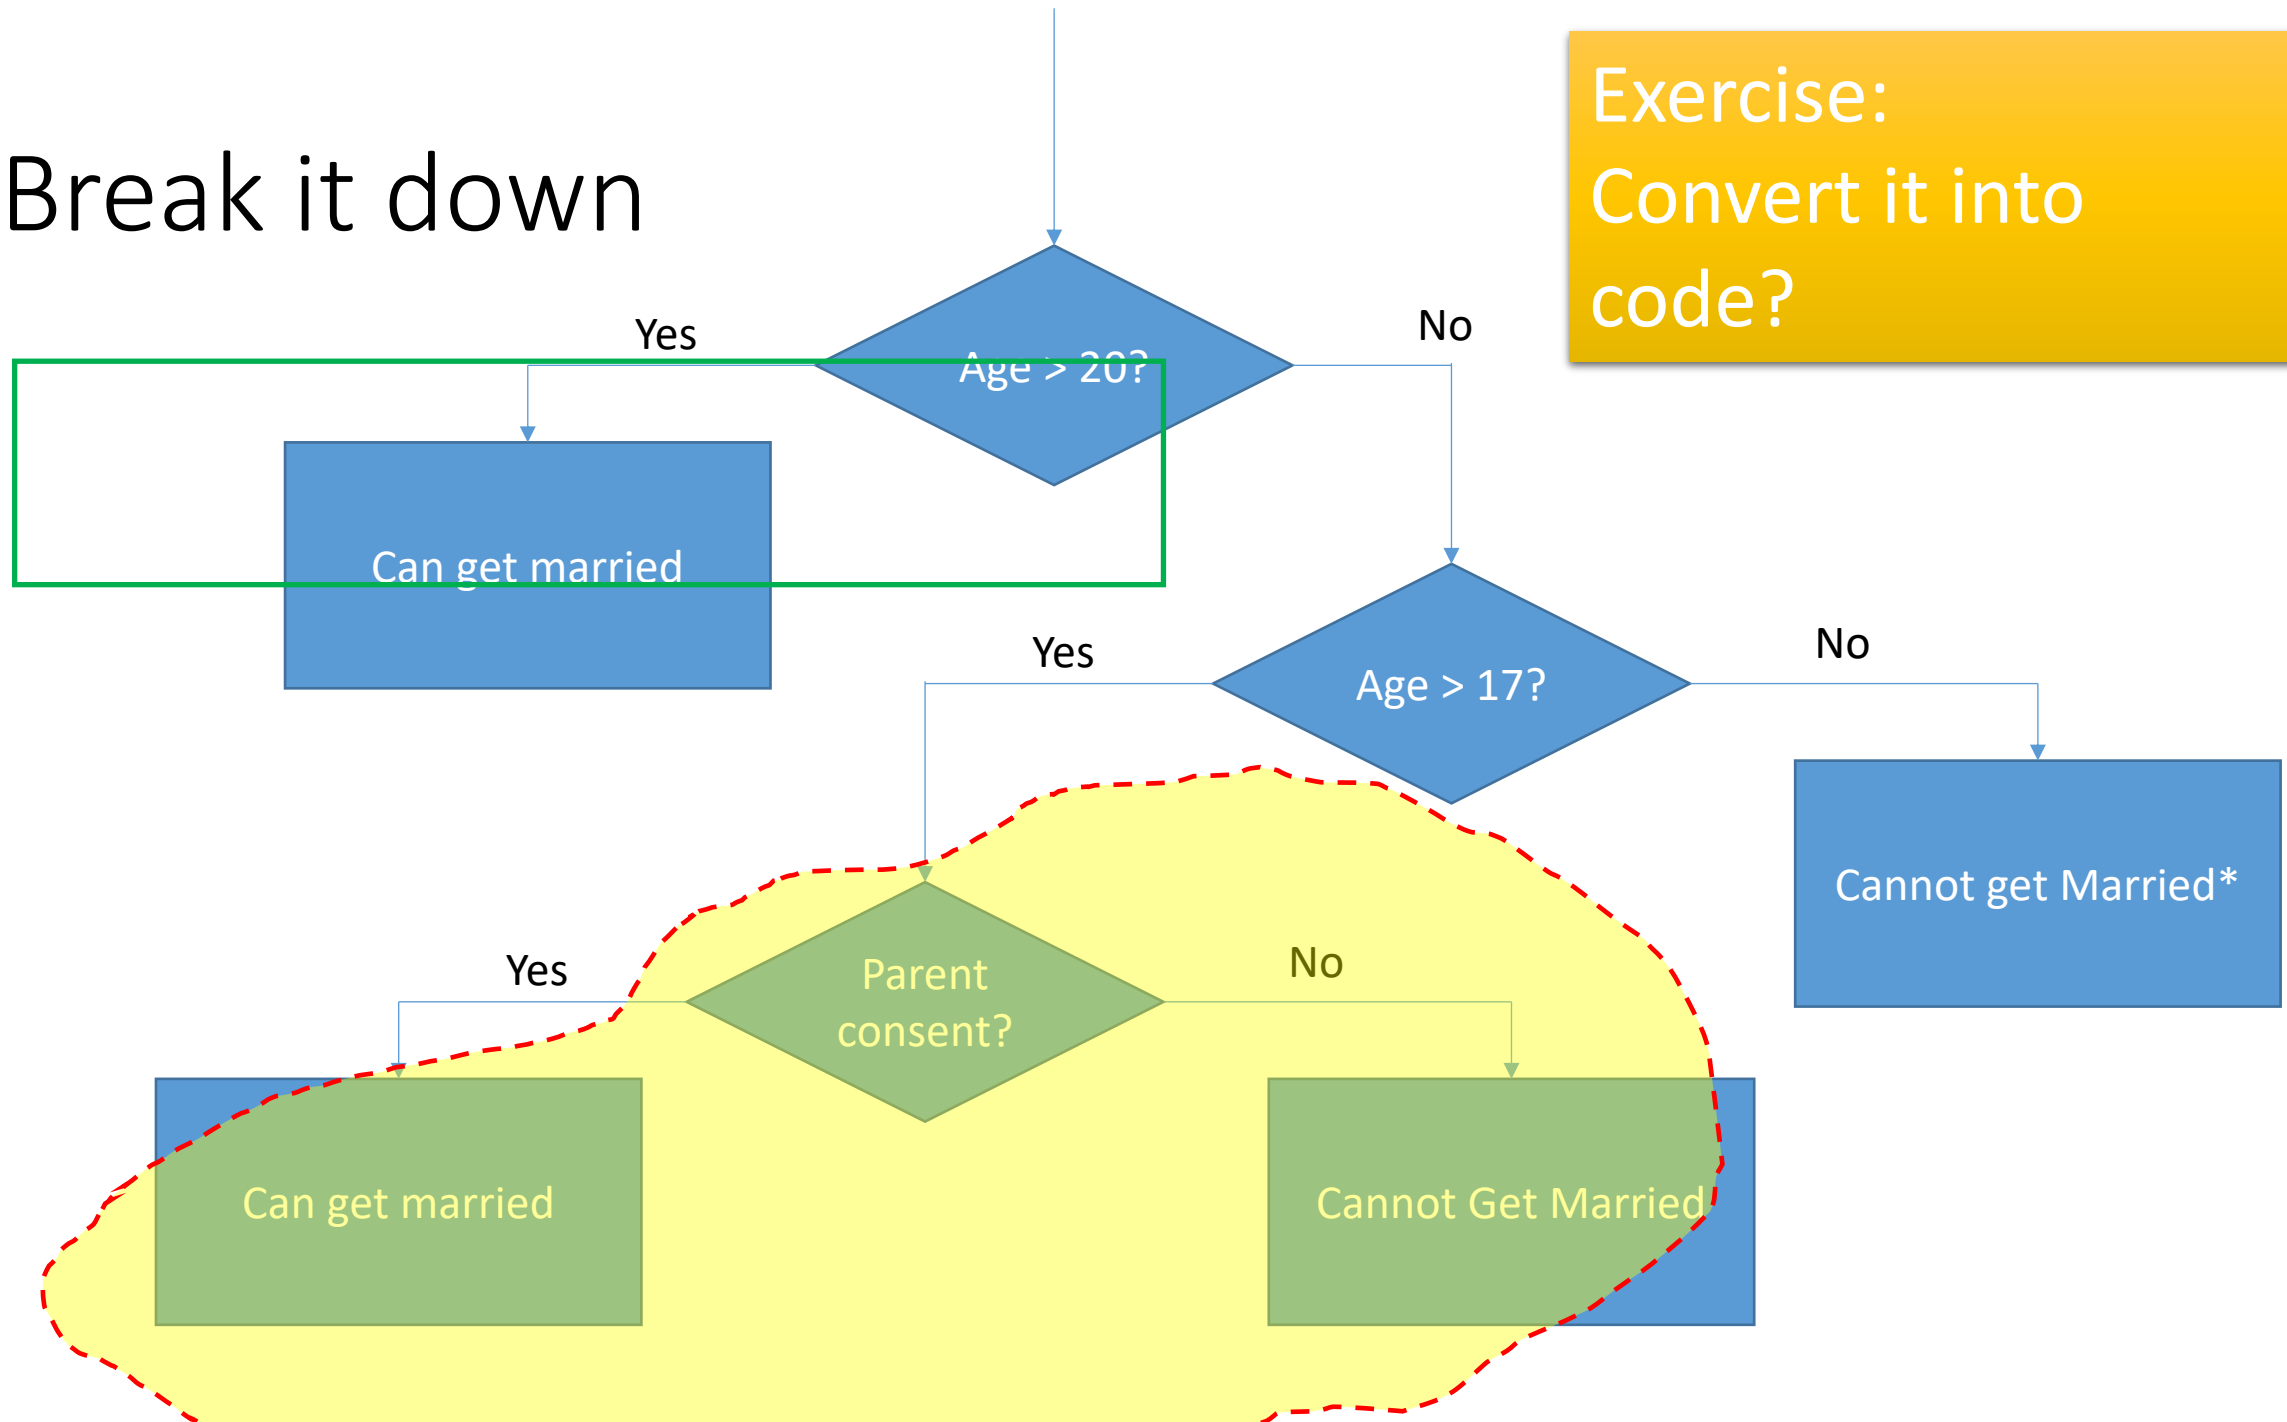 Break it down
Exercise:
Convert it into
code?
Age > 20?
Yes
No
Can get married
Age > 17?
Yes
No
Cannot get Married*
Parent
consent?
Yes
No
Can get married
Cannot Get Married